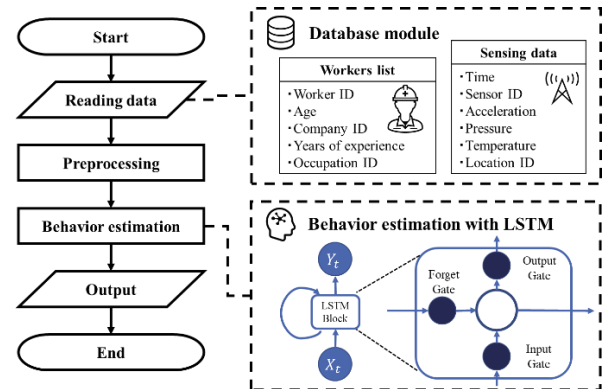 Start
Reading data
Preprocessing
Behavior estimation
Output
End
Database module
Workers list
・Worker ID
・Age
・Company ID
・Years of experience
・Occupation ID
Sensing data
・Time
・Sensor ID
・Acceleration
・Pressure
・Temperature
・Location ID
Behavior estimation with LSTM
Yt
LSTM
Block
Xt
Forget
Gate
Output
Gate
Input
Gate